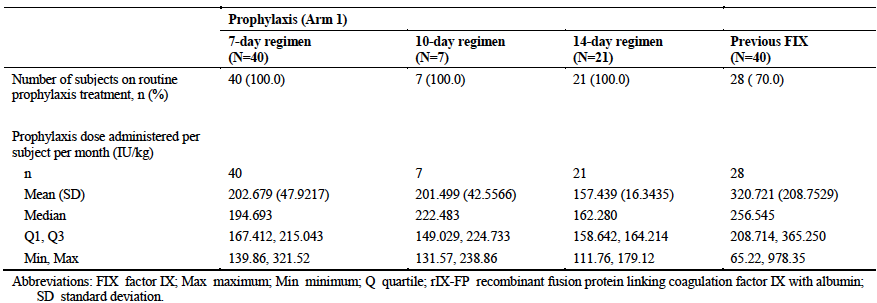 Prophylaxis (Arm 1)
7-day regimen 10-day regimen 14-day regimen Previous FIX
(N=40) (N=7) (N=21) (N=40)
Number of subjects on routine 40 (100.0) 7 (100.0) 21 (100.0) 28 ( 70.0)
prophylaxis treatment, n (%)
Prophylaxis dose administered per
subject per month (IU/kg)
n 40 7 21 28
Mean (SD) 202.679 (47.9217) 201.499 (42.5566) 157.439 (16.3435) 320.721 (208.7529)
Median 194.693 222.483 162.280 256.545
Q1, Q3 167.412, 215.043 149.029, 224.733 158.642, 164.214 208.714, 365.250
Min, Max 139.86, 321.52 131.57, 238.86 111.76, 179.12 65.22, 978.35
Abbreviations: FIX factor IX; Max maximum; Min minimum; Q quartile; rIX-FP recombinant fusion protein linking coagulation factor IX with albumin;
SD standard deviation.